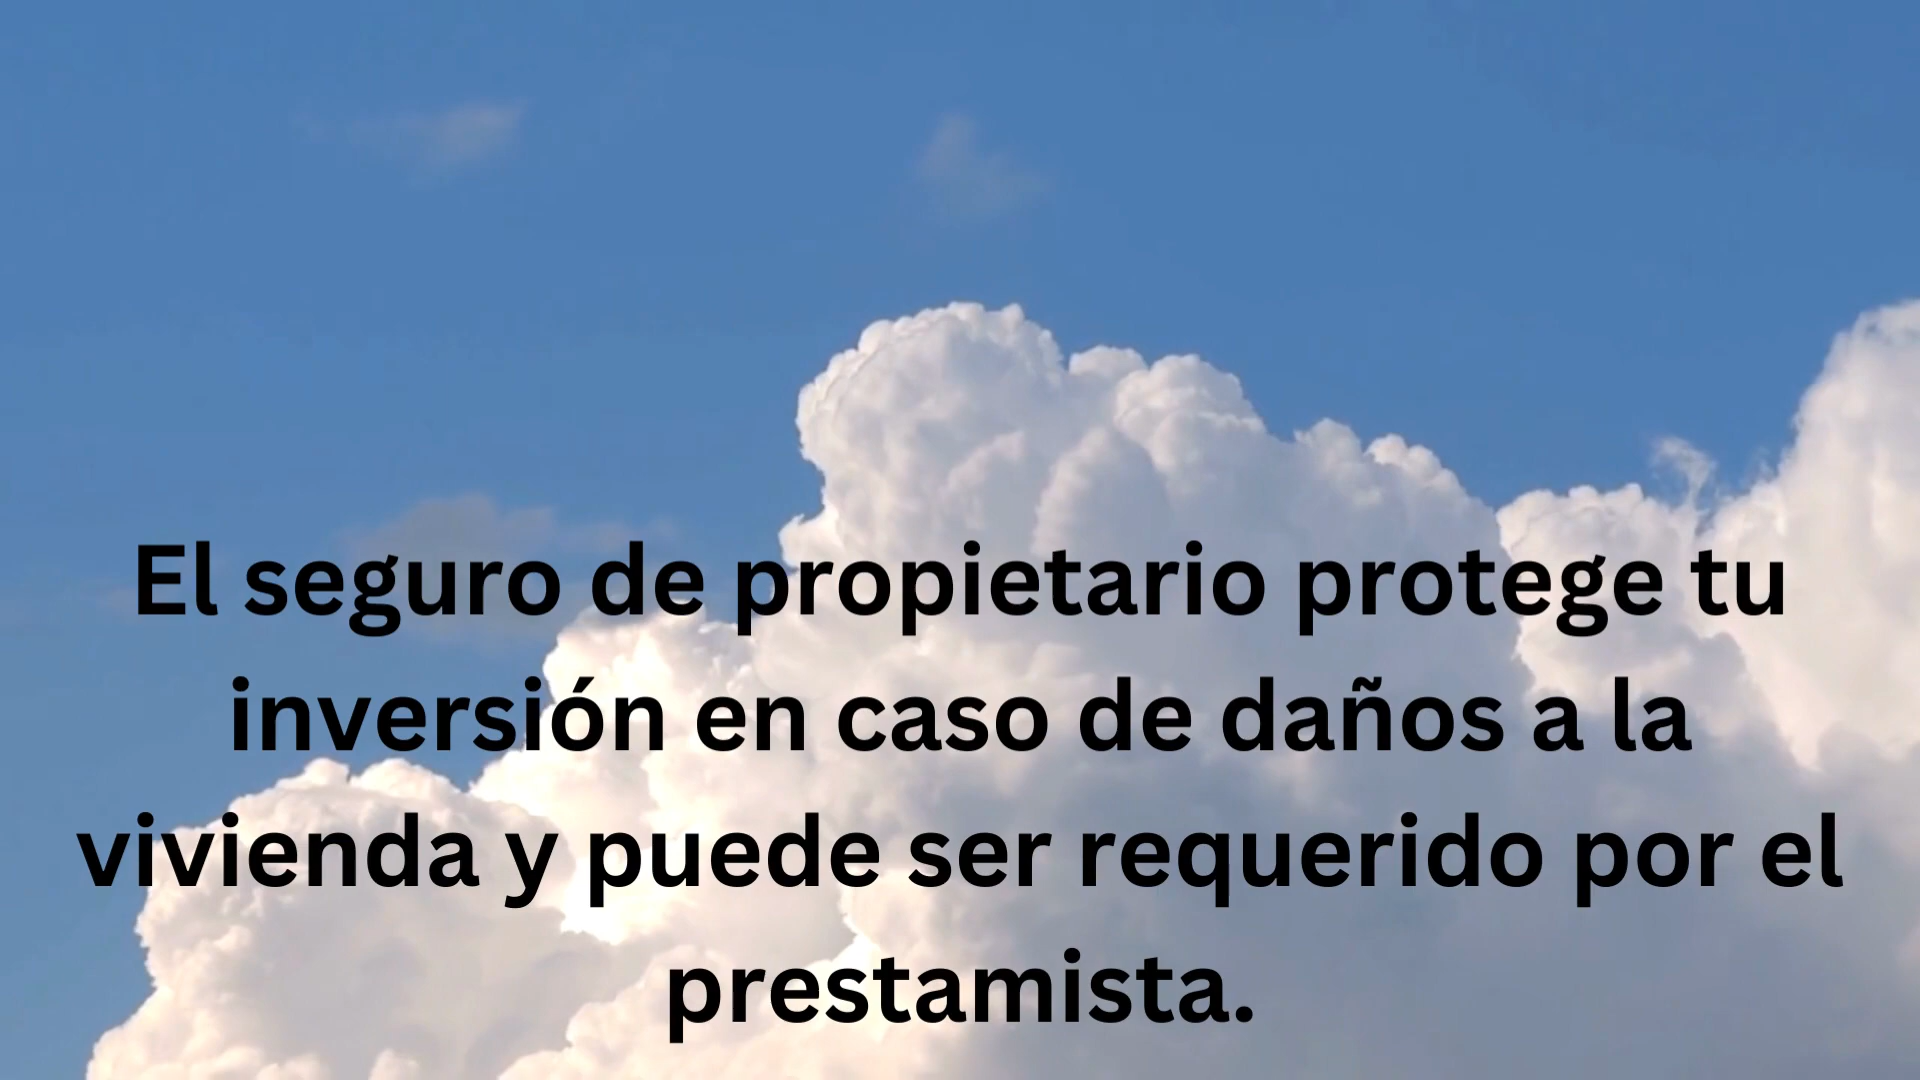 El seguro de propietario protege tu
inversión en caso de daños a la
vivienda y puede ser requerido por el
prestamista.